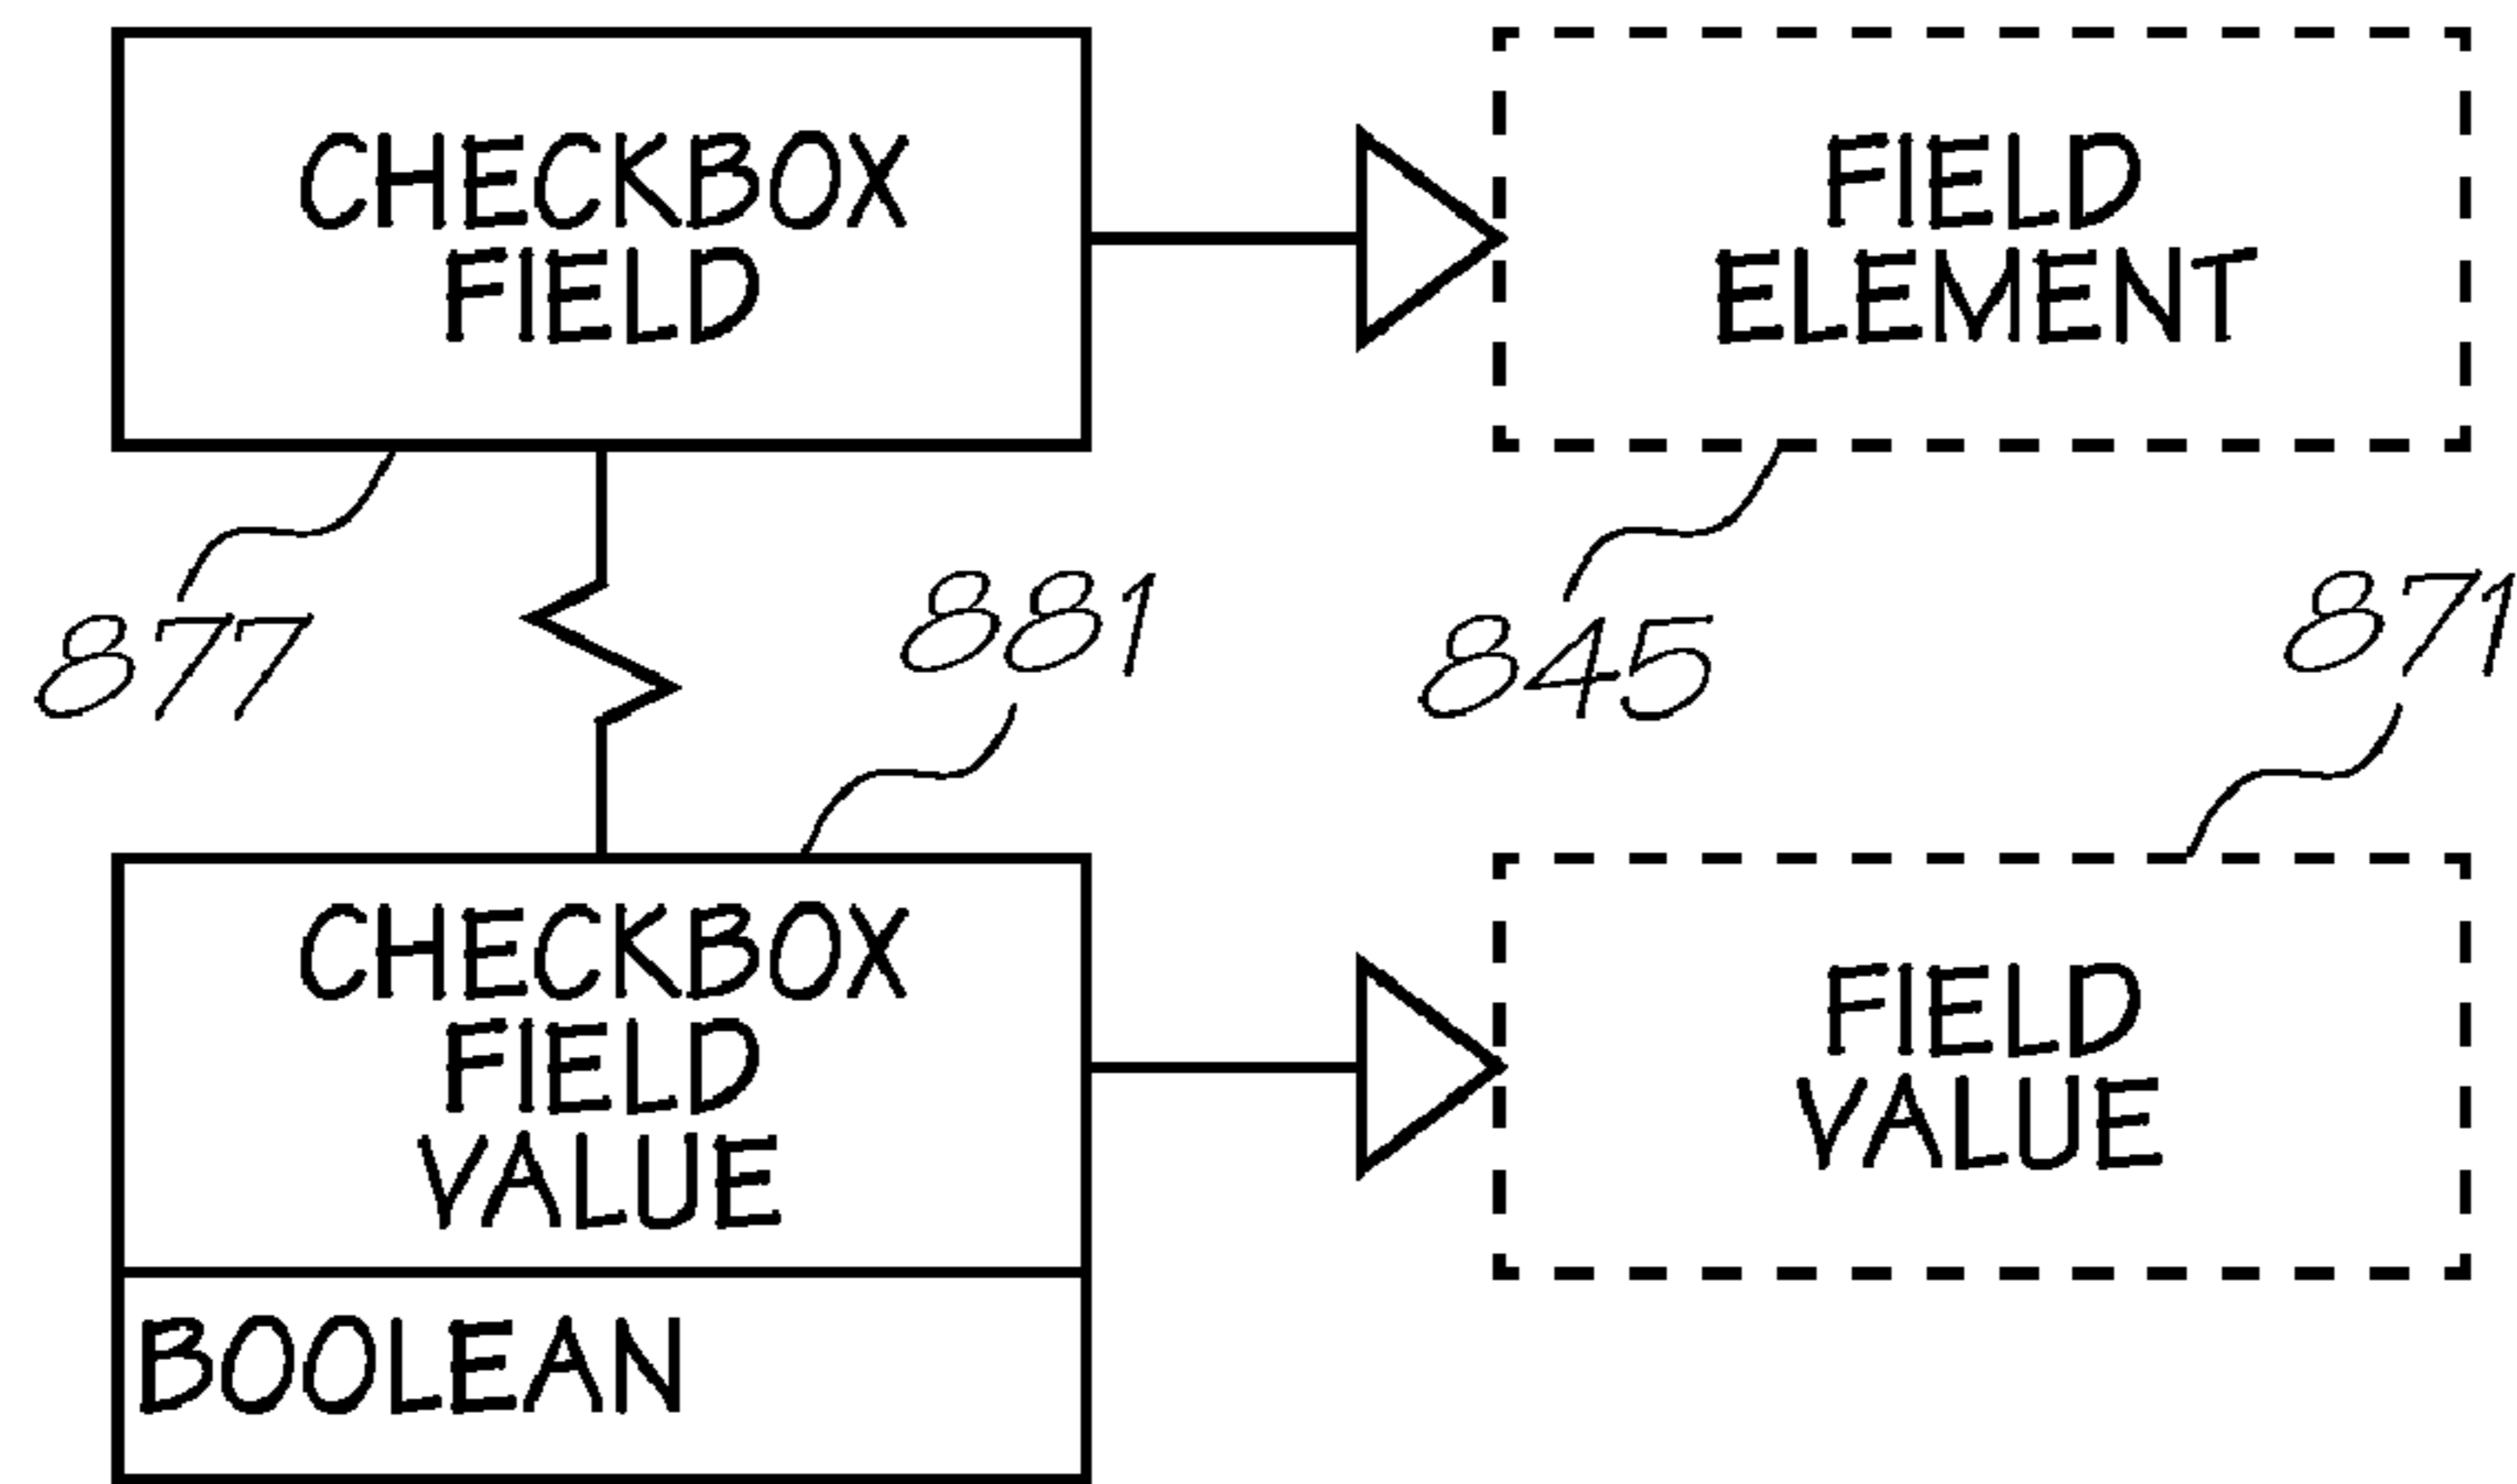 CHECKBOX
FIELD
FIELD
ELEMENT
877
881
845
871
CHECKBOX
FIELD
VALUE
BOOLEAN
FIELD
VALUE